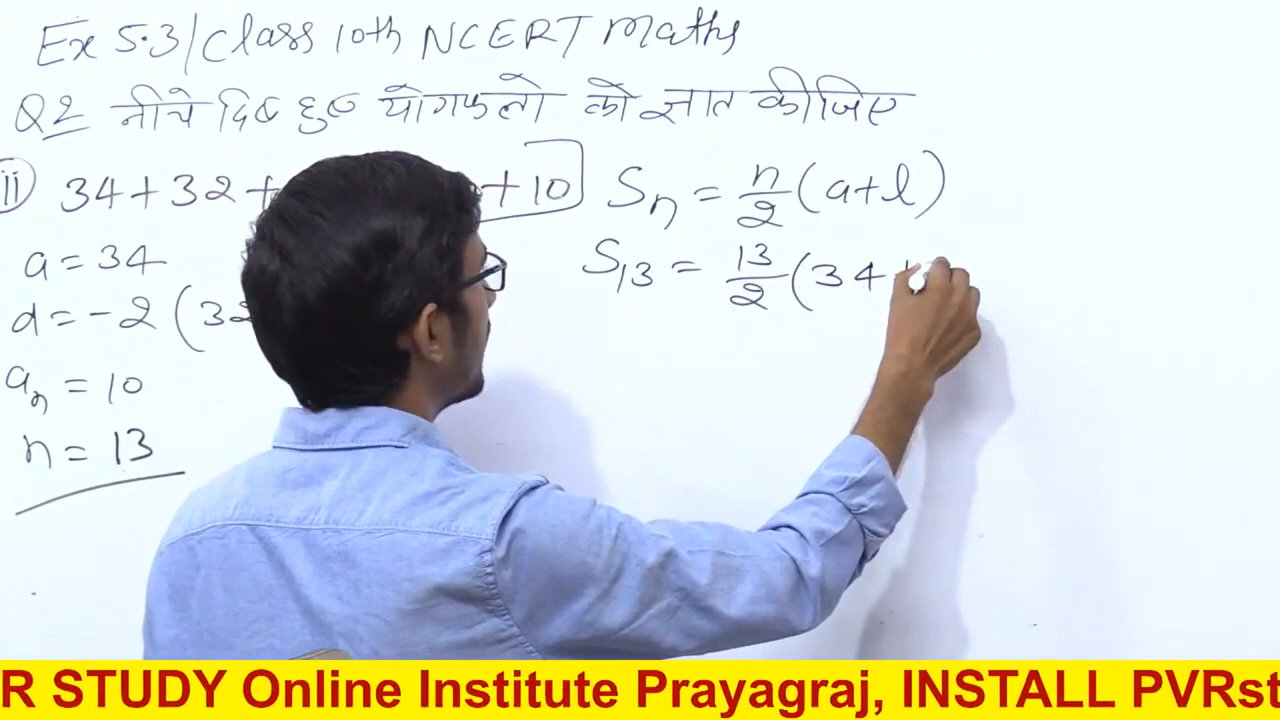 Ex 5.3/Class 10th NCERT Maths
Q2 नीचे दिए हुए योगफलो को ज्ञात कीजिए
(ii) 34+32+ +10
a = 34
d = -2 (32
aₙ = 10
n = 13
Sₙ = n/2 (a+l)
S₁₃ = 13/2 (34 +
R STUDY Online Institute Prayagraj, INSTALL PVRst